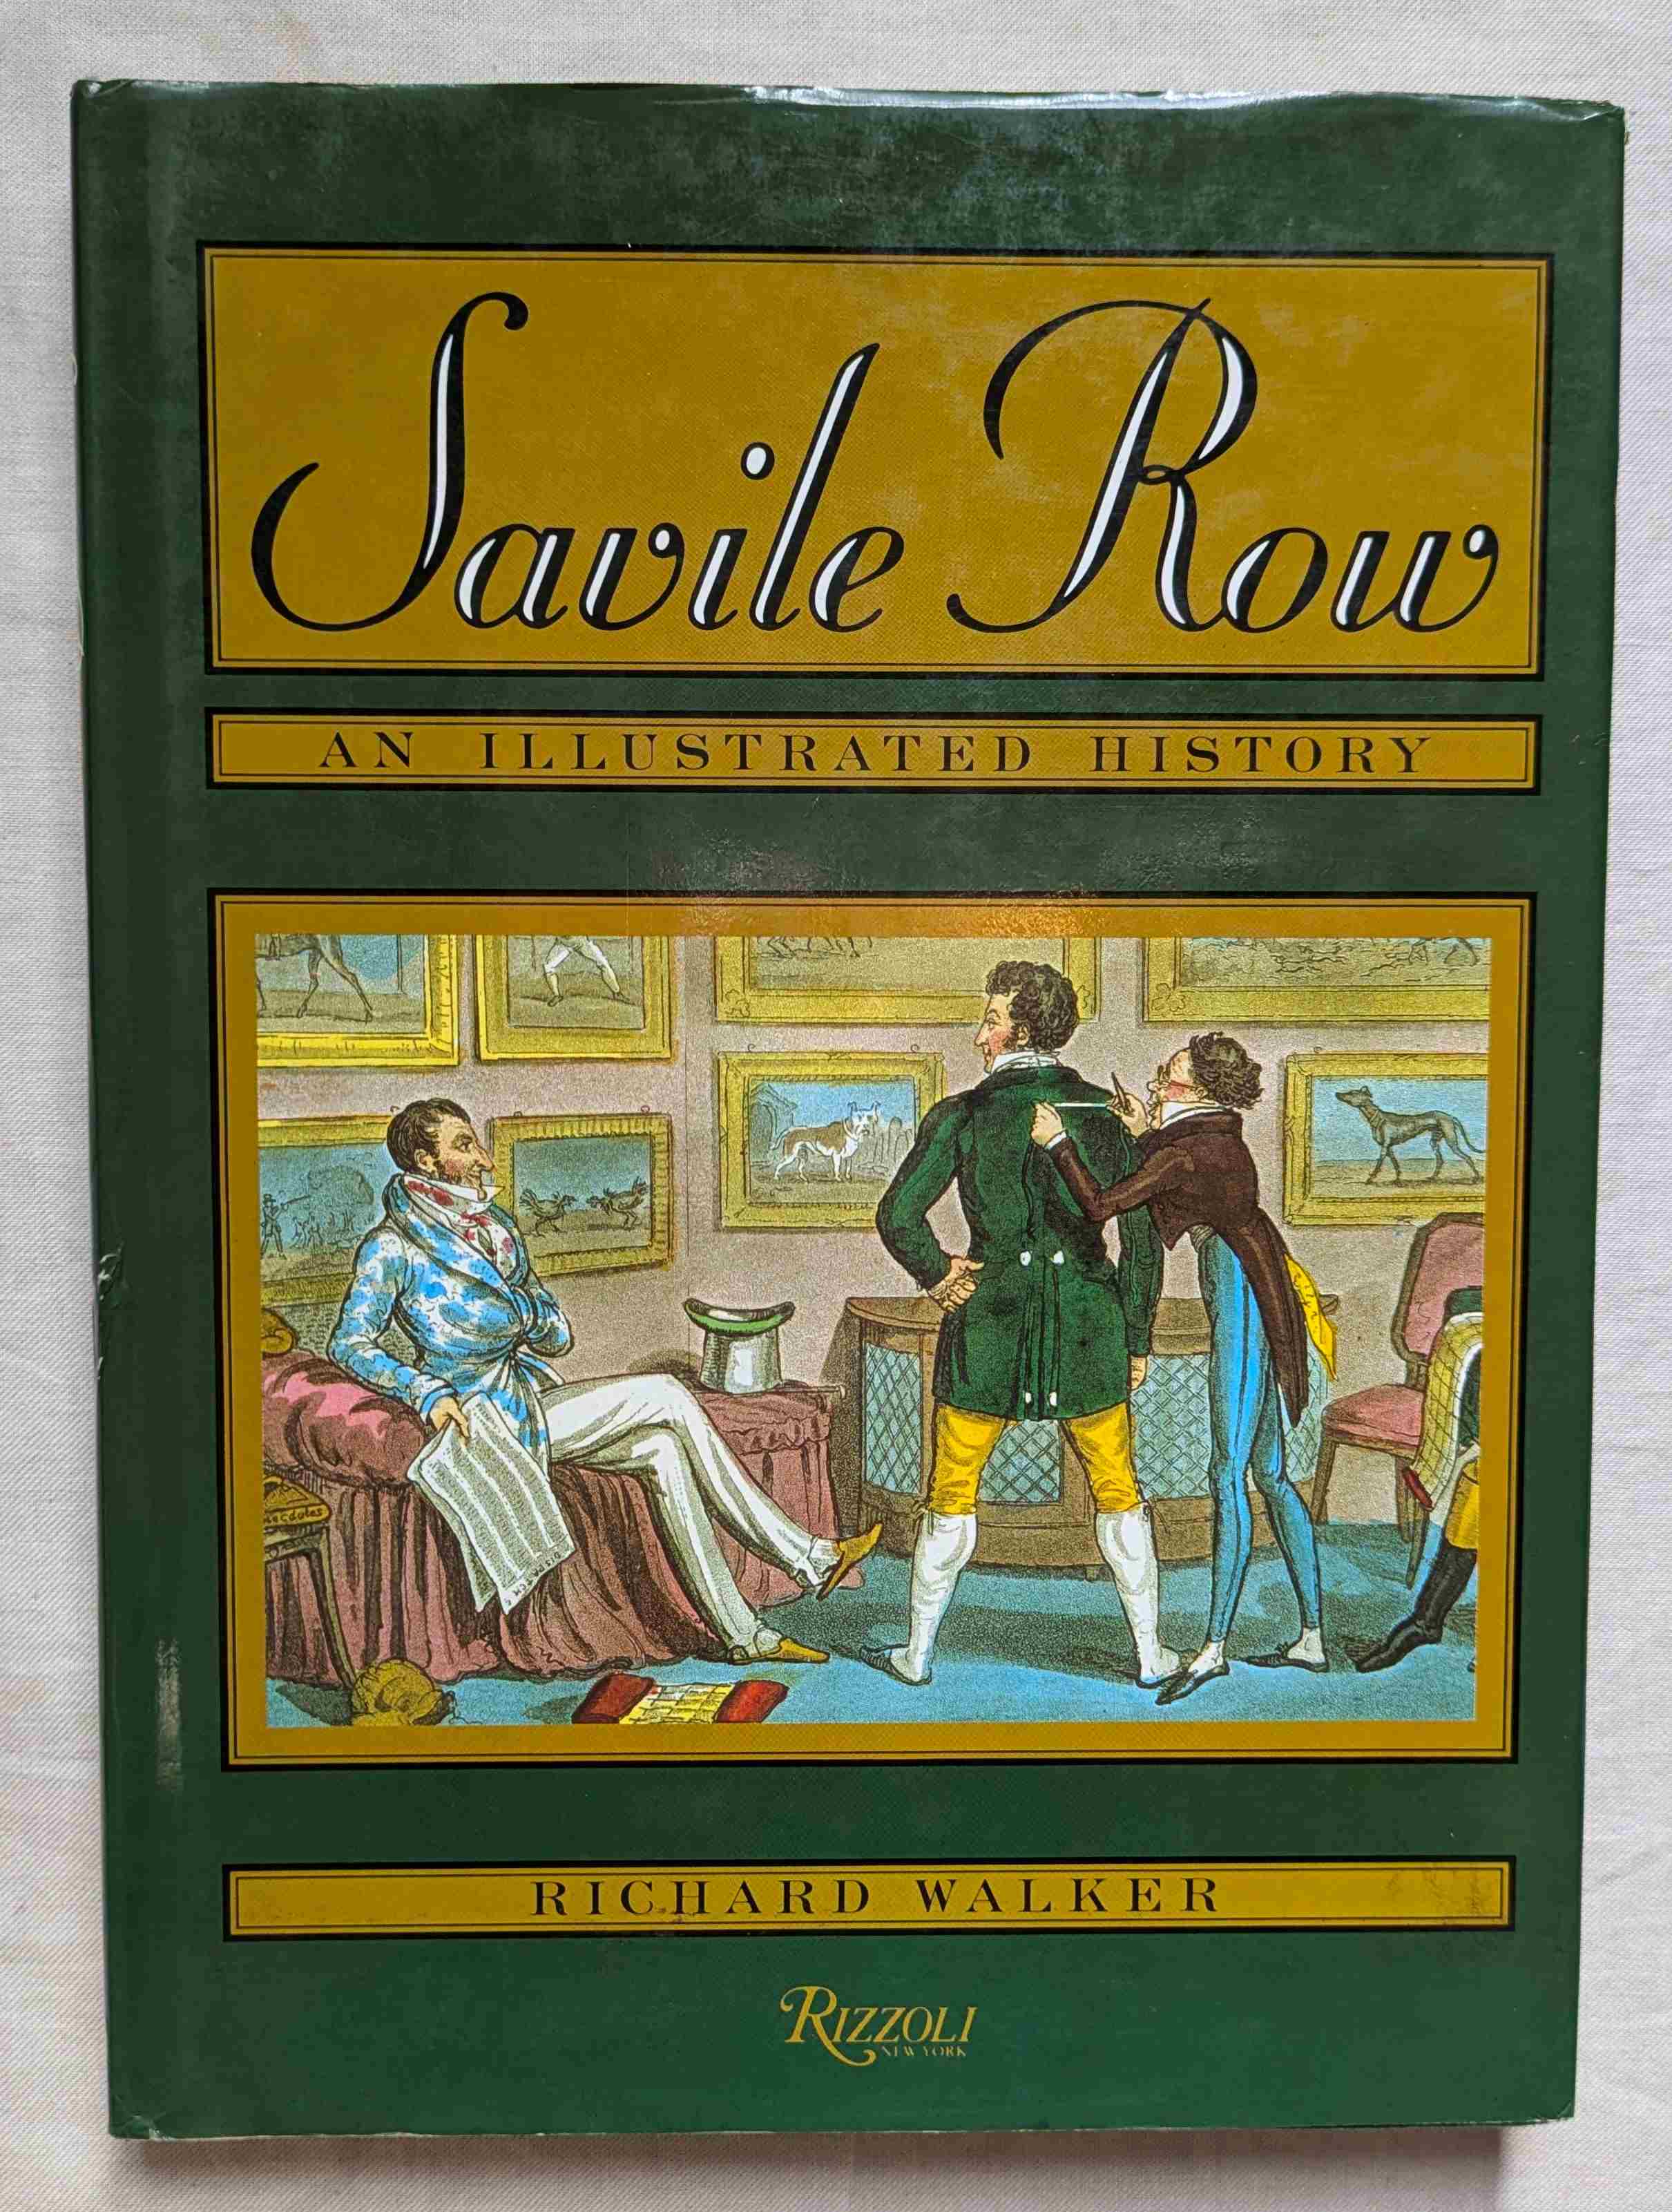 Savile Row
AN ILLUSTRATED HISTORY
RICHARD WALKER
RIZZOLI
NEW YORK